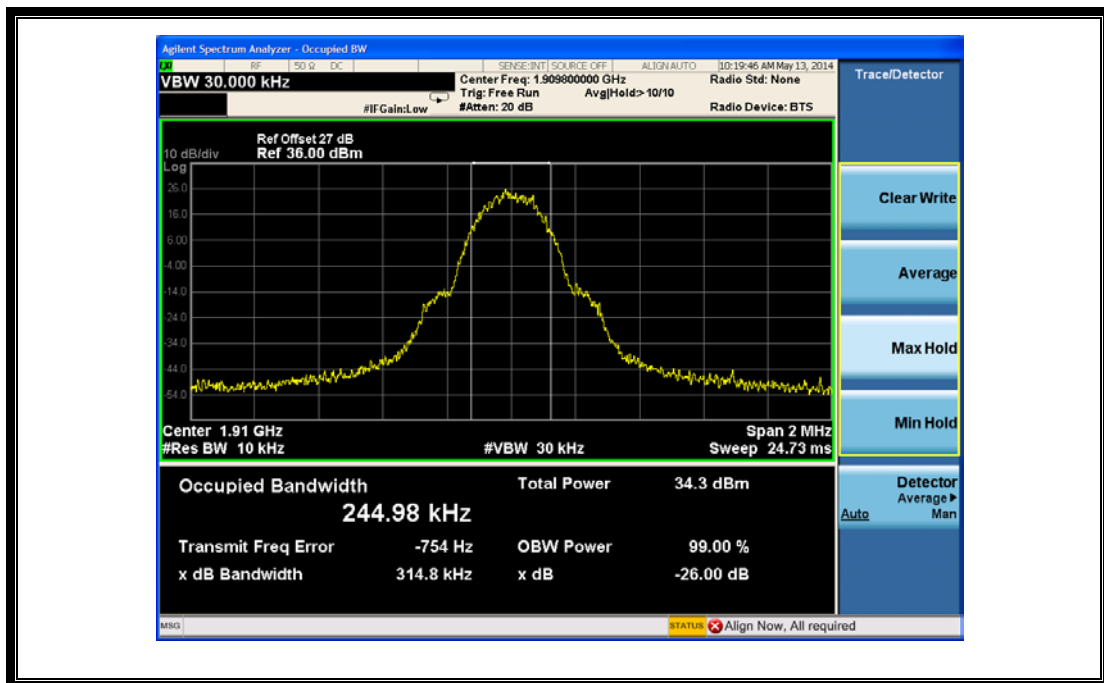 Agilent Spectrum Analyzer - Occupied BW
LXI RF 50 Ω DC SENSE:INT SOURCE OFF ALIGN AUTO 10:19:46 AM May 13, 2014
VBW 30.000 kHz
Center Freq: 1.909800000 GHz
Radio Std: None
Trig: Free Run Avg|Hold:> 10/10
#IFGain:Low
#Atten: 20 dB
Radio Device: BTS
Ref Offset 27 dB
10 dB/div Ref 36.00 dBm
Log
26.0
16.0
6.00
-4.00
-14.0
-24.0
-34.0
-44.0
-54.0
Center 1.91 GHz
Span 2 MHz
#Res BW 10 kHz
#VBW 30 kHz
Sweep 24.73 ms
Occupied Bandwidth
Total Power 34.3 dBm
244.98 kHz
Transmit Freq Error -754 Hz
OBW Power 99.00 %
x dB Bandwidth 314.8 kHz
x dB -26.00 dB
Trace/Detector
Clear Write
Average
Max Hold
Min Hold
Detector
Average▶
Auto Man
MSG
STATUS Align Now, All required